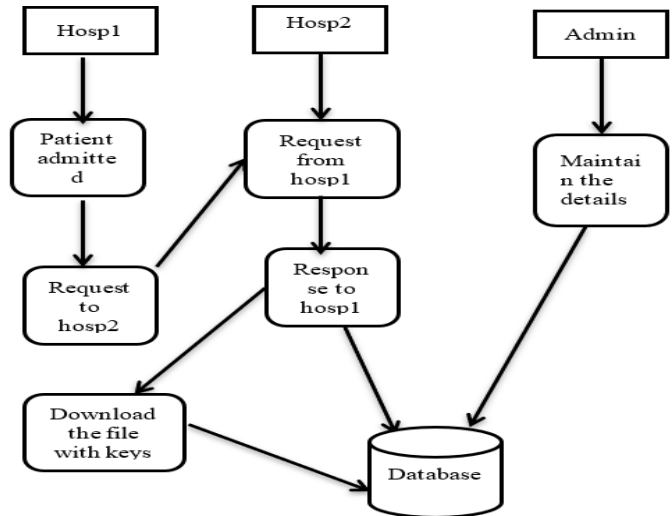 Hosp1
Hosp2
Admin
Patient
admitte
d
Request
from
hosp1
Maintai
n the
details
Request
to
hosp2
Respon
se to
hosp1
Download
the file
with keys
Database